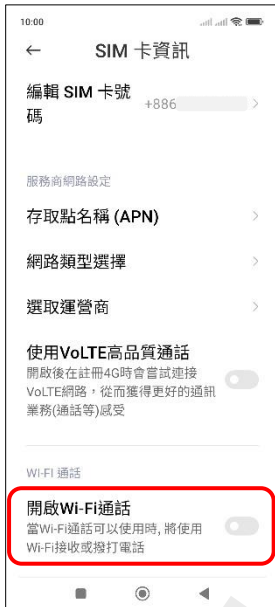 10:00
SIM 卡資訊
編輯 SIM 卡號
碼
+886
服務商網路設定
存取點名稱 (APN)
網路類型選擇
選取運營商
使用VoLTE高品質通話
開啟後在註冊4G時會嘗試連接
VoLTE網路，從而獲得更好的通訊
業務(通話等)感受
WI-FI 通話
開啟Wi-Fi通話
當Wi-Fi通話可以使用時, 將使用
Wi-Fi接收或撥打電話